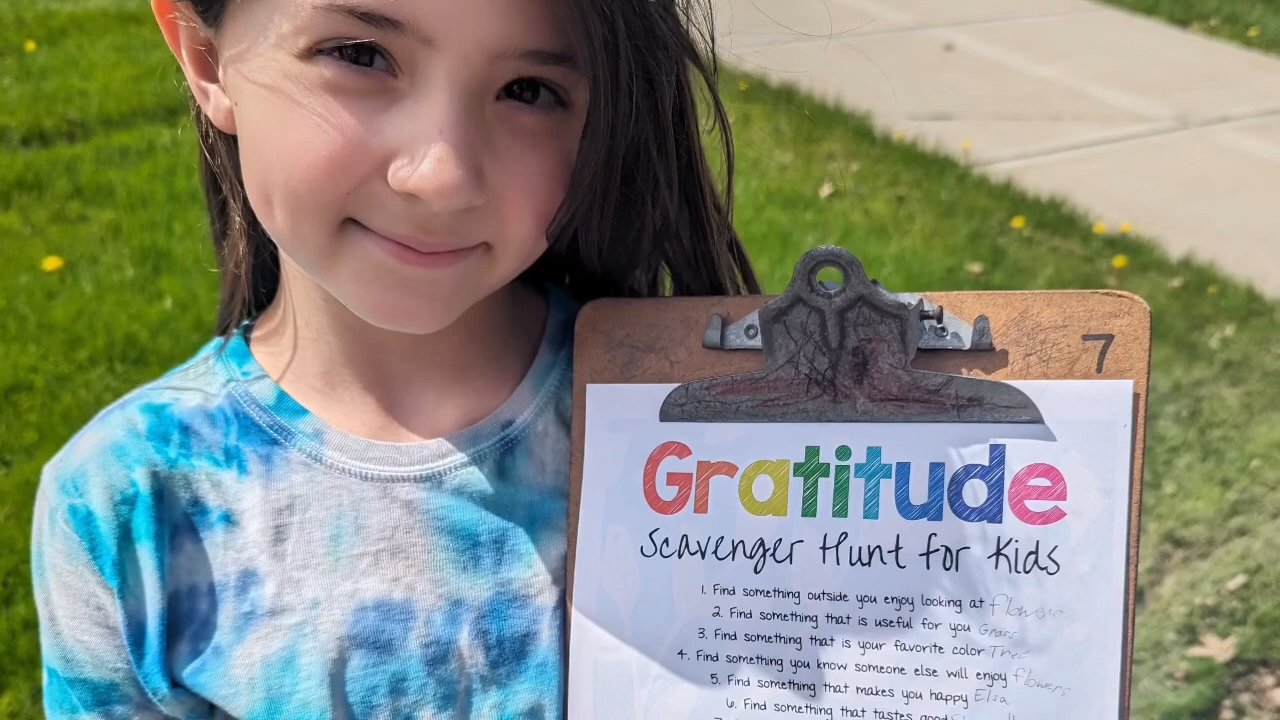 7
Gratitude
Scavenger Hunt for Kids
1. Find something outside you enjoy looking at flowers
2. Find something that is useful for you Grass
3. Find something that is your favorite color Tree
4. Find something you know someone else will enjoy flowers
5. Find something that makes you happy Elsa
6. Find something that tastes good